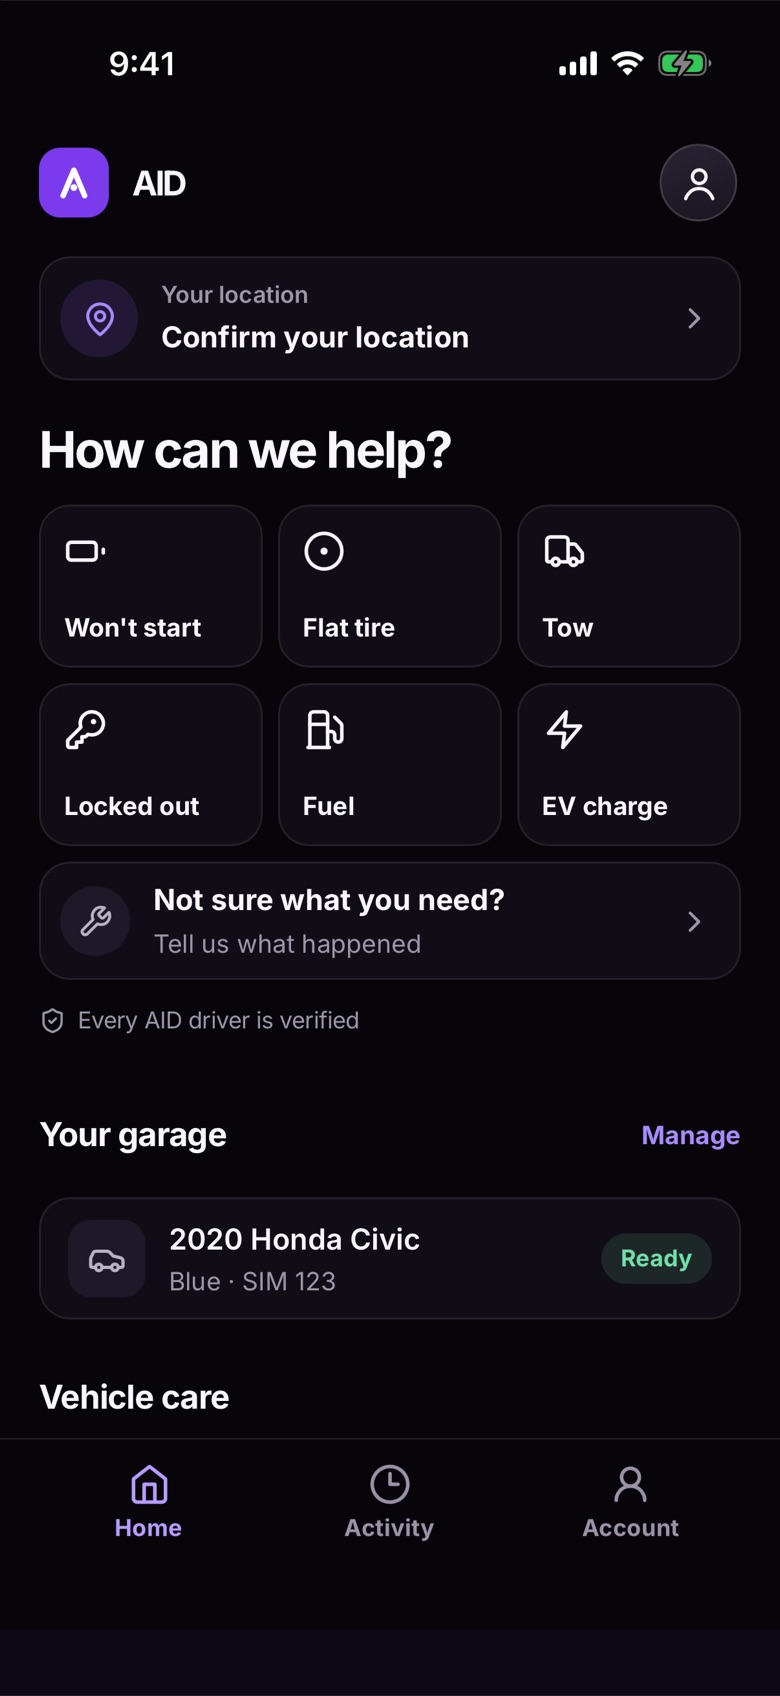 9:41
AID
Your location
Confirm your location
How can we help?
Won't start
Flat tire
Tow
Locked out
Fuel
EV charge
Not sure what you need?
Tell us what happened
Every AID driver is verified
Your garage
Manage
2020 Honda Civic
Blue · SIM 123
Ready
Vehicle care
Home
Activity
Account